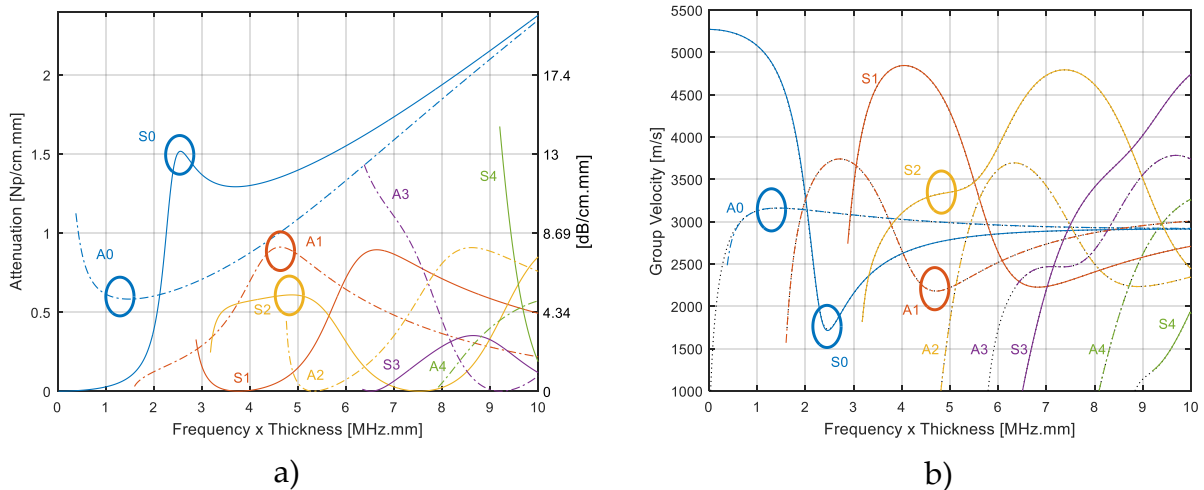 2
1.5
1
0.5
0
17.4
13
8.69
4.34
0
0 1 2 3 4 5 6 7 8 9 10
Attenuation [Np/cm.mm]
[dB/cm.mm]
Frequency x Thickness [MHz.mm]
S0
A0
A1
S2
S1
A2
A3
S3
A4
S4
a)
5500
5000
4500
4000
3500
3000
2500
2000
1500
1000
0 1 2 3 4 5 6 7 8 9 10
Group Velocity [m/s]
Frequency x Thickness [MHz.mm]
S1
S2
A0
A1
S0
A2
A3
S3
A4
S4
b)